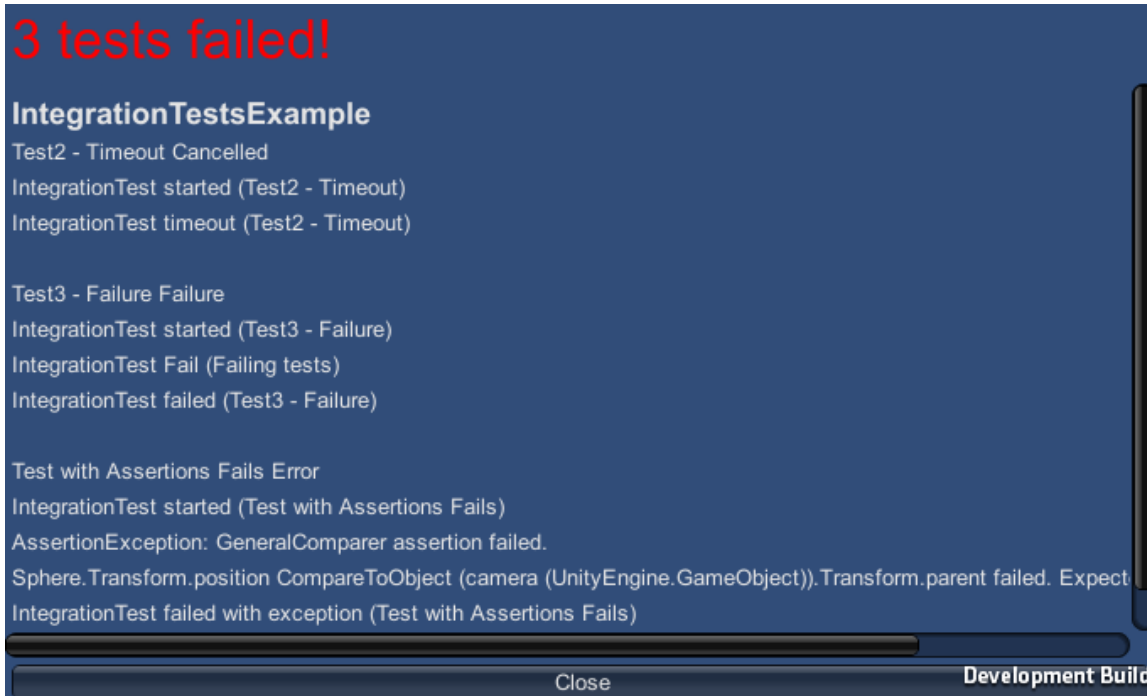 3 tests failed!
IntegrationTestsExample
Test2 - Timeout Cancelled
IntegrationTest started (Test2 - Timeout)
IntegrationTest timeout (Test2 - Timeout)
Test3 - Failure Failure
IntegrationTest started (Test3 - Failure)
IntegrationTest Fail (Failing tests)
IntegrationTest failed (Test3 - Failure)
Test with Assertions Fails Error
IntegrationTest started (Test with Assertions Fails)
AssertionException: GeneralComparer assertion failed.
Sphere.Transform.position CompareToObject (camera (UnityEngine.GameObject)).Transform.parent failed.
IntegrationTest failed with exception (Test with Assertions Fails)
Close
Development